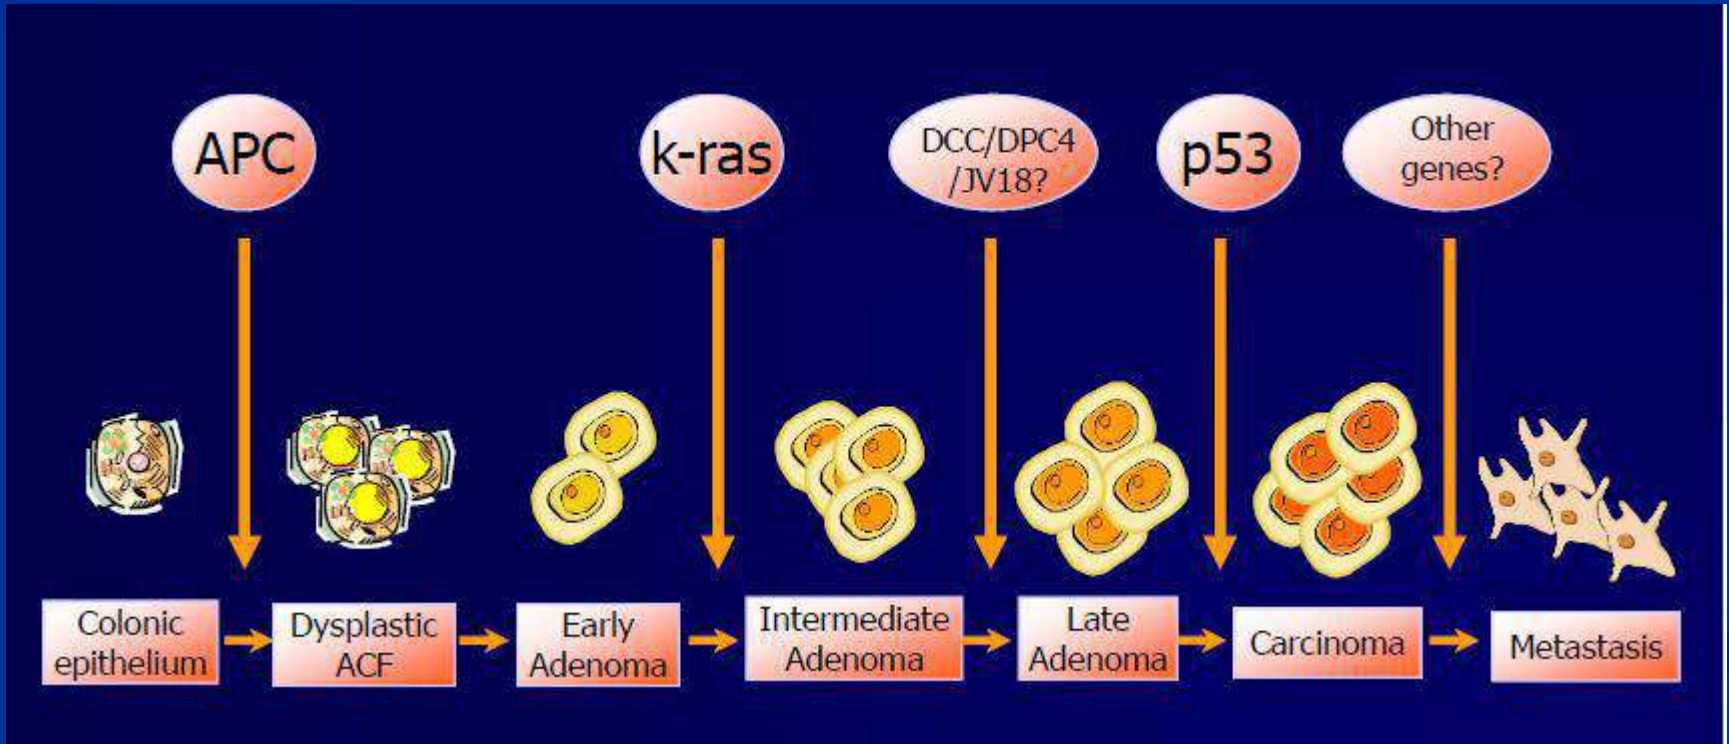 APC
k-ras
DCC/DPC4
/JV18?
p53
Other
genes?
Colonic
epithelium
Dysplastic
ACF
Early
Adenoma
Intermediate
Adenoma
Late
Adenoma
Carcinoma
Metastasis